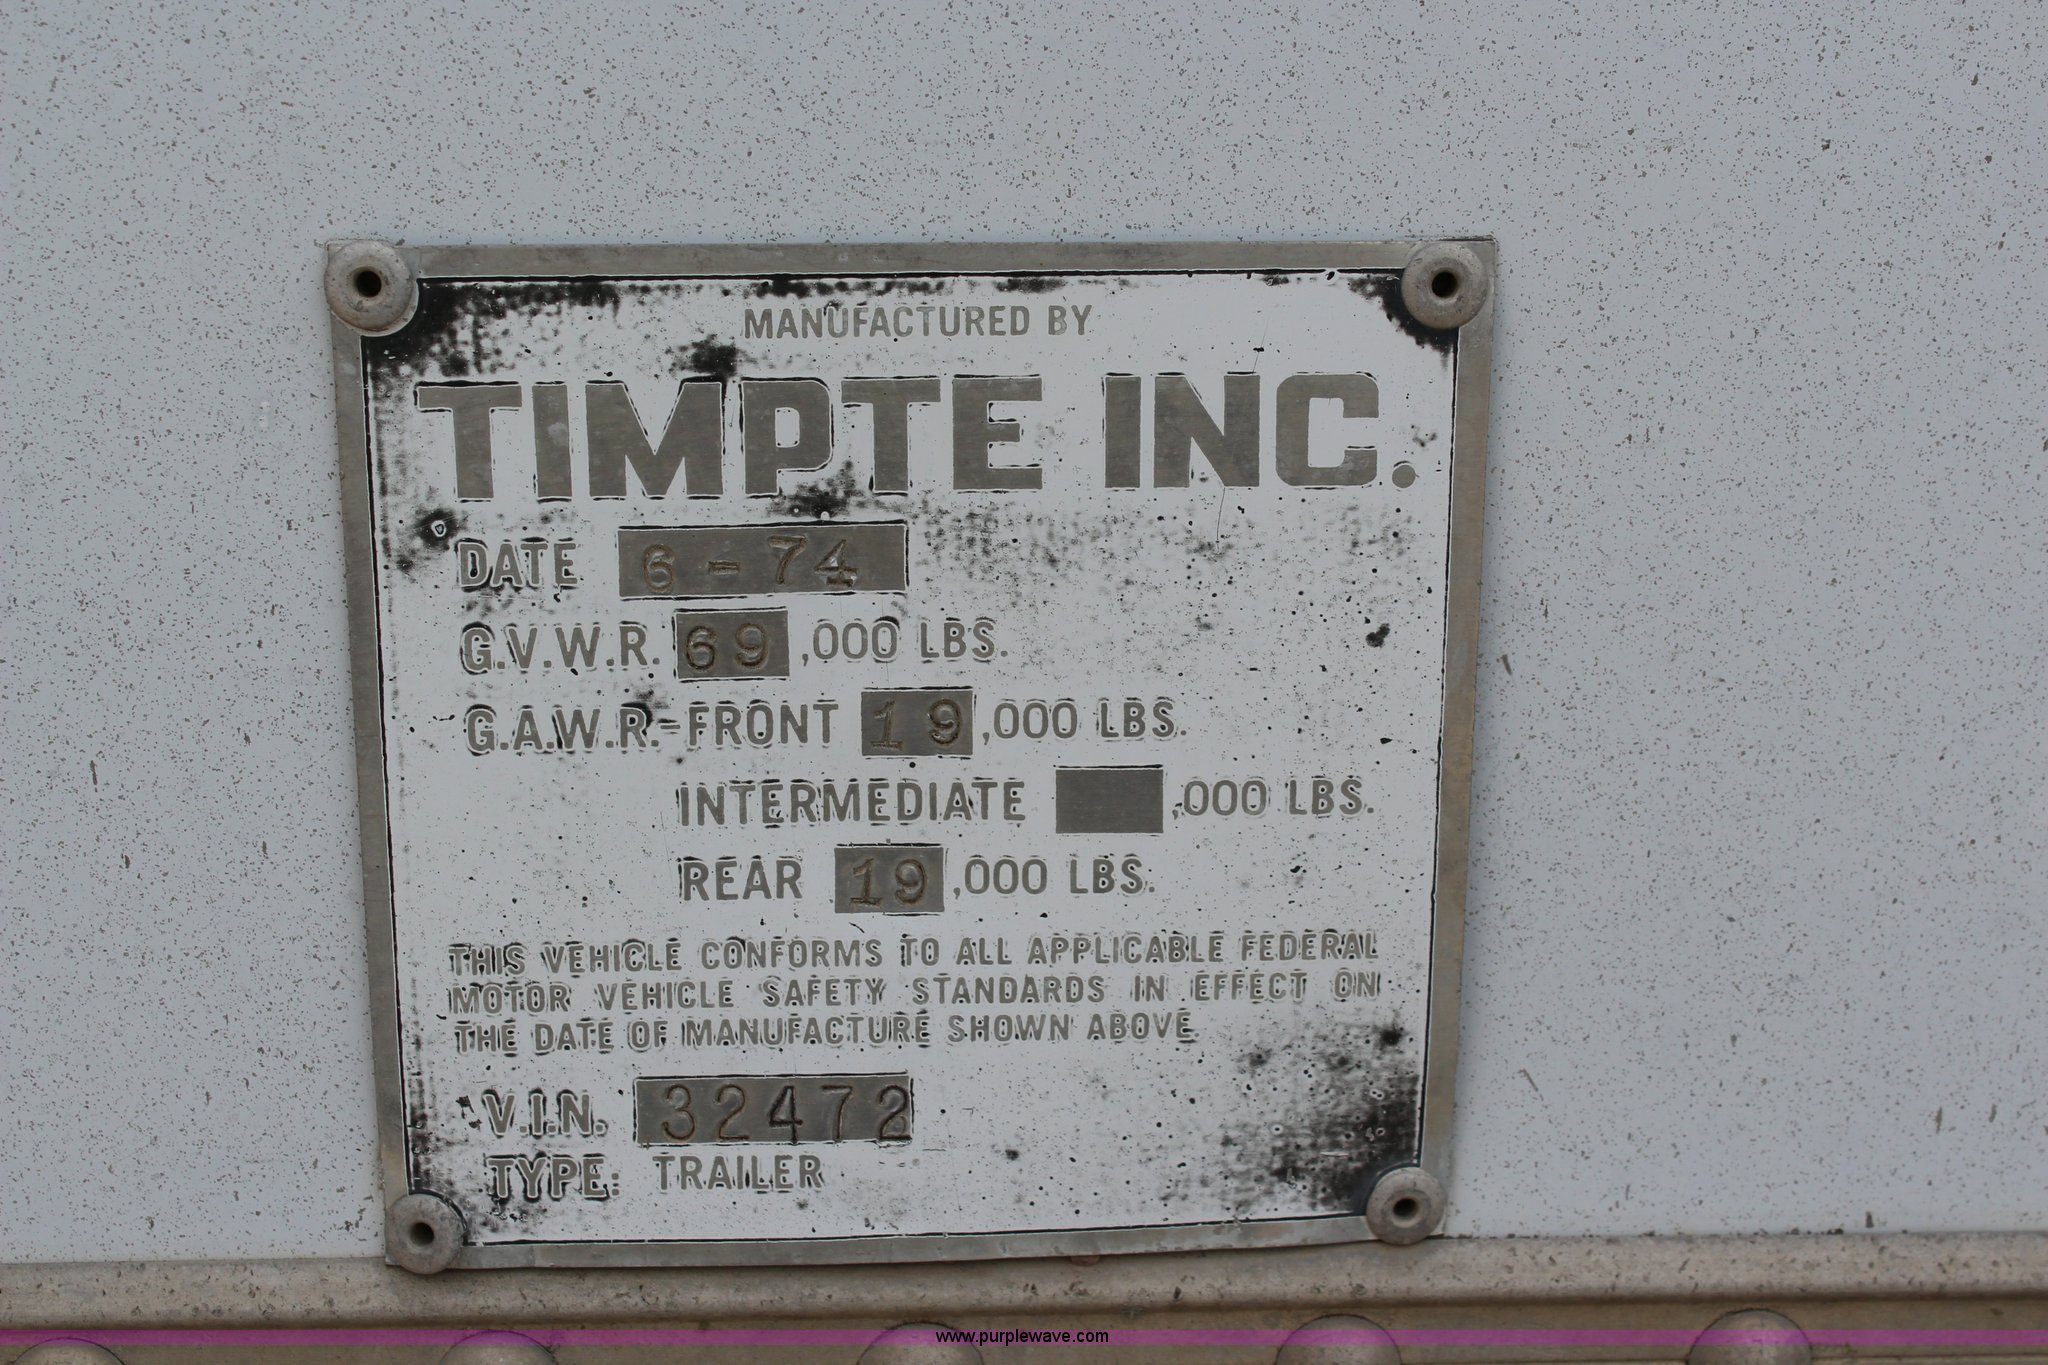 MANUFACTURED BY
TIMPTE INC.
DATE 6-74
G.V.W.R. 69,000 LBS.
G.A.W.R.-FRONT 19,000 LBS.
INTERMEDIATE ,000 LBS.
REAR 19,000 LBS.
THIS VEHICLE CONFORMS TO ALL APPLICABLE FEDERAL
MOTOR VEHICLE SAFETY STANDARDS IN EFFECT ON
THE DATE OF MANUFACTURE SHOWN ABOVE.
V.I.N. 32472
TYPE: TRAILER
www.purplewave.com